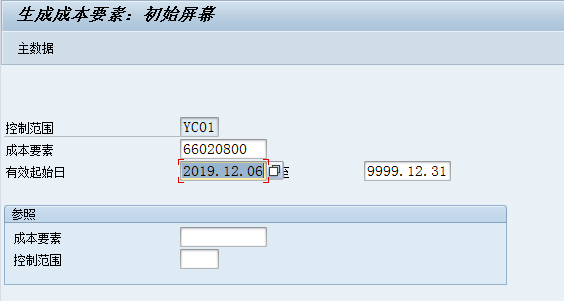 生成成本要素: 初始屏幕
主数据
控制范围 YC01
成本要素 66020800
有效起始日 2019.12.06 至 9999.12.31
参照
成本要素
控制范围